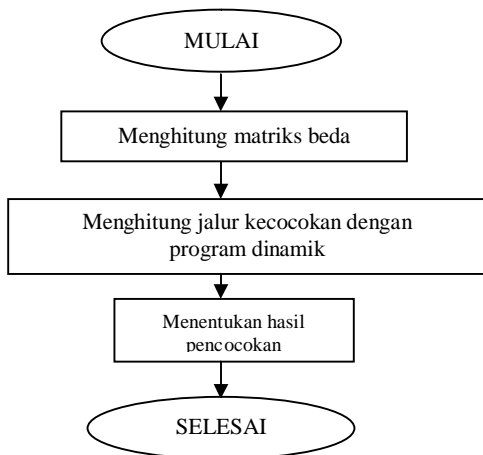 MULAI
Menghitung matriks beda
Menghitung jalur kecocokan dengan
program dinamik
Menentukan hasil
pencocokan
SELESAI